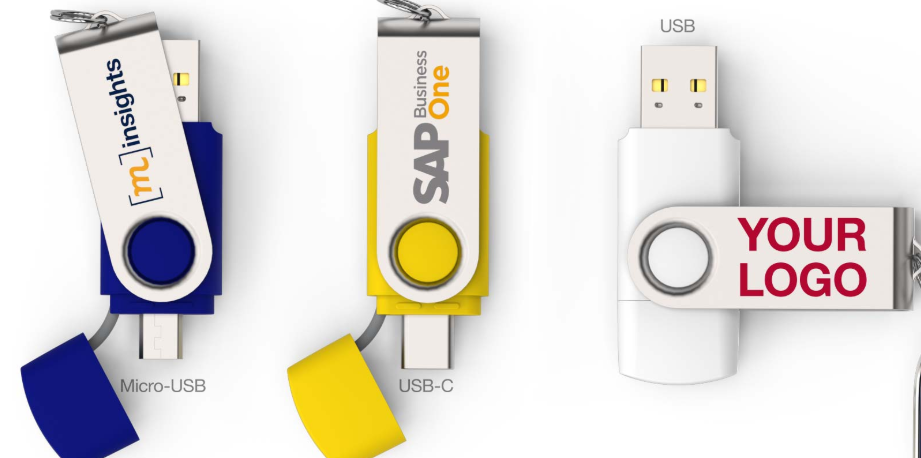 USB
[m]insights
SAP Business
One
YOUR
LOGO
Micro-USB
USB-C